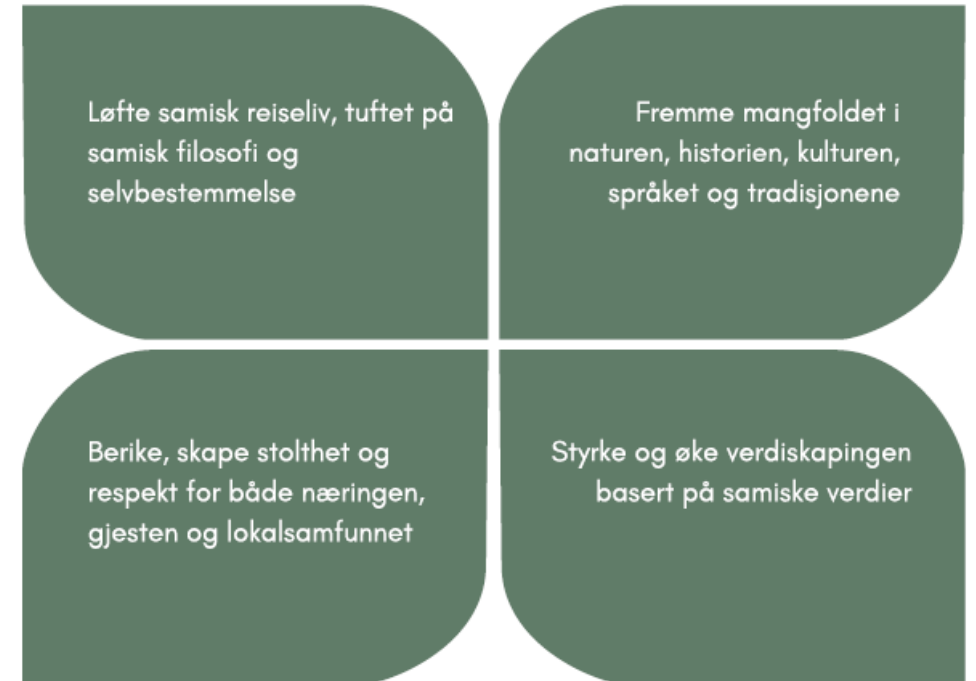 Løfte samisk reiseliv, tuftet på
samisk filosofi og
selvbestemmelse
Fremme mangfoldet i
naturen, historien, kulturen,
språket og tradisjonene
Berike, skape stolthet og
respekt for både næringen,
gjesten og lokalsamfunnet
Styrke og øke verdiskapingen
basert på samiske verdier